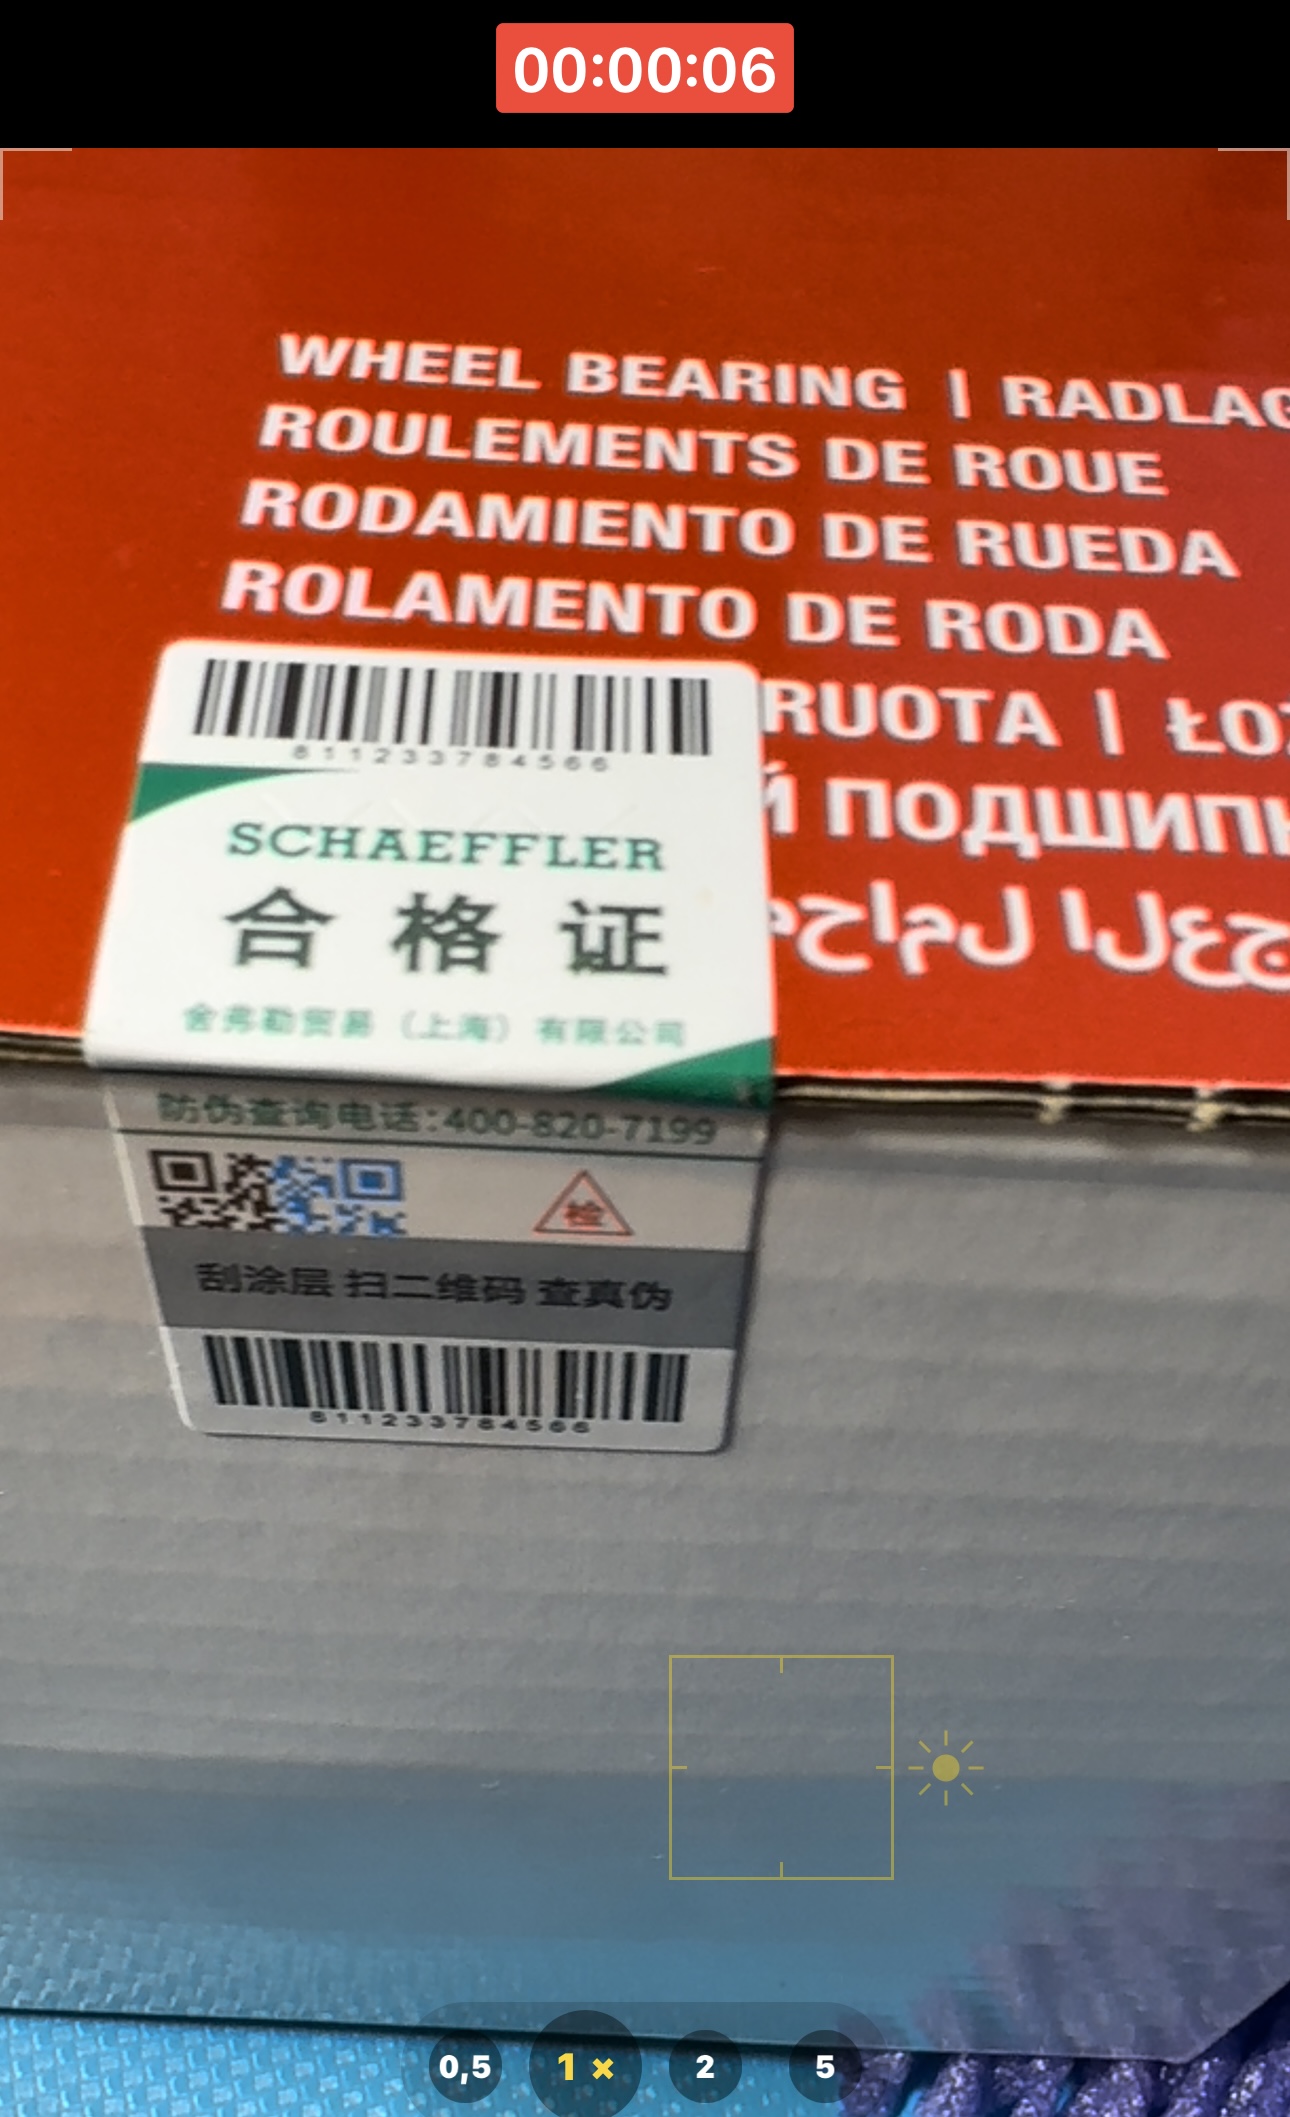 00:00:06
WHEEL BEARING | RADLAG
ROULEMENTS DE ROUE
RODAMIENTO DE RUEDA
ROLAMENTO DE RODA
RUOTA | ŁOŻ
Й ПОДШИПН
811233784566
SCHAEFFLER
合格证
舍弗勒贸易（上海）有限公司
防伪查询电话:400-820-7199
检
刮涂层 扫二维码 查真伪
811233784566
0,5 1× 2 5